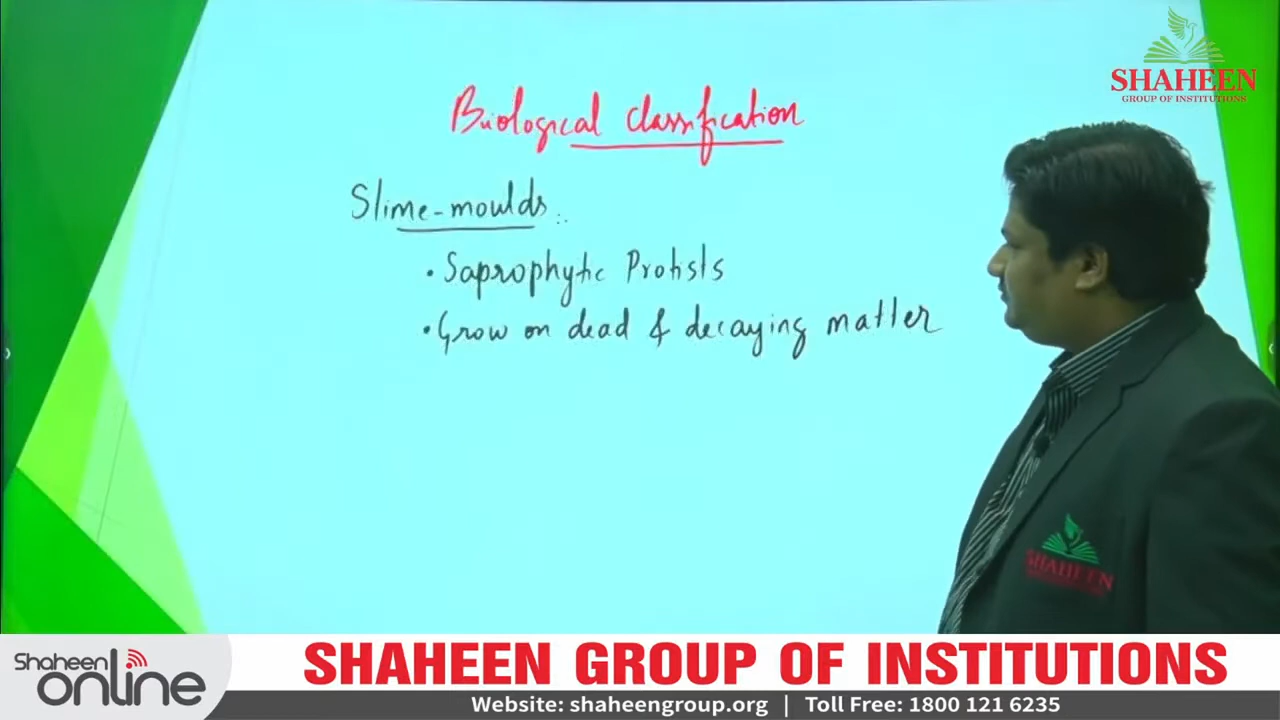 SHAHEEN
GROUP OF INSTITUTIONS
Biological classification
Slime-moulds :.
• Saprophytic Protists
• Grow on dead & decaying matter
SHAHEEN
Shaheen online
SHAHEEN GROUP OF INSTITUTIONS
Website: shaheengroup.org | Toll Free: 1800 121 6235